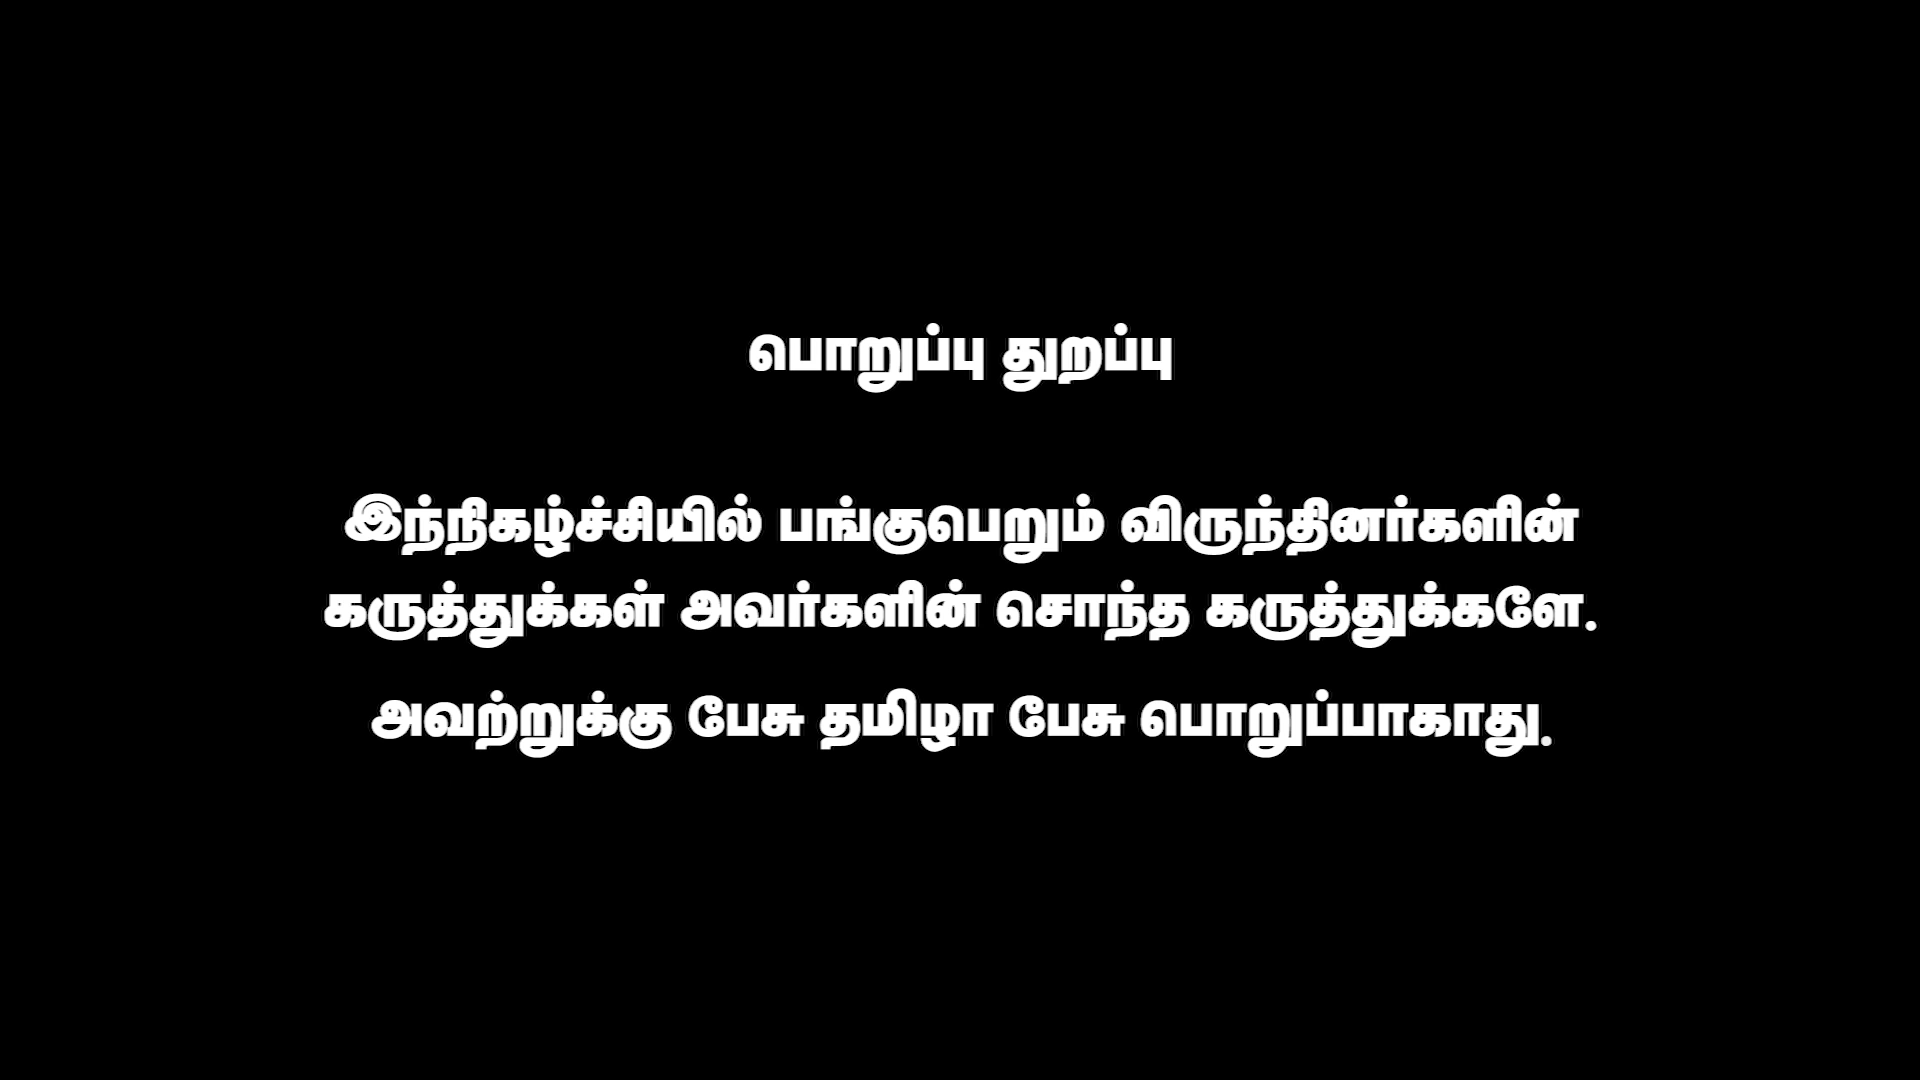 பொறுப்பு துறப்பு
இந்நிகழ்ச்சியில் பங்குபெறும் விருந்தினர்களின்
கருத்துக்கள் அவர்களின் சொந்த கருத்துக்களே.
அவற்றுக்கு பேசு தமிழா பேசு பொறுப்பாகாது.